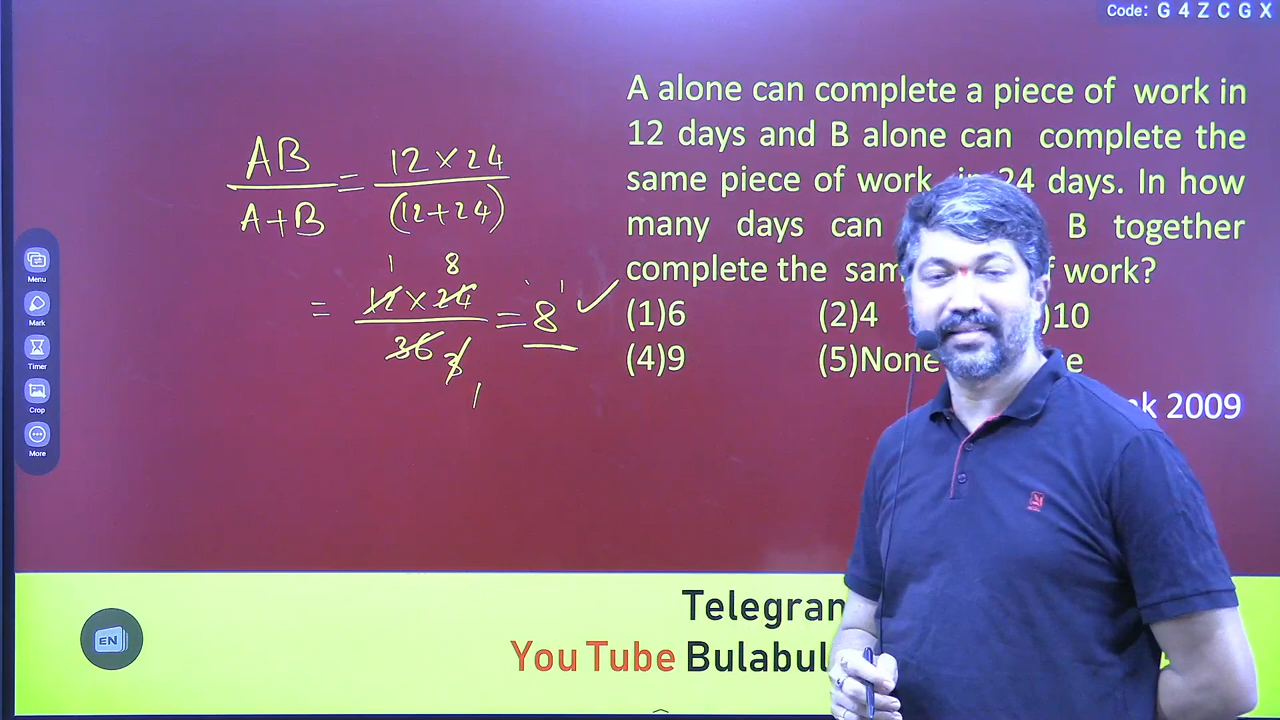 Code: G 4 Z C G X
A alone can complete a piece of work in
12 days and B alone can complete the
same piece of work in 24 days. In how
many days can B together
complete the f work?
(1)6 (2)4 )10
(4)9 (5)None
2009
AB/A+B = 12×24/(12+24)
1 8
= 12×24/36 3 = '8' ✓
1
Menu
Mark
Timer
Crop
More
EN
Telegran
You Tube Bulabul